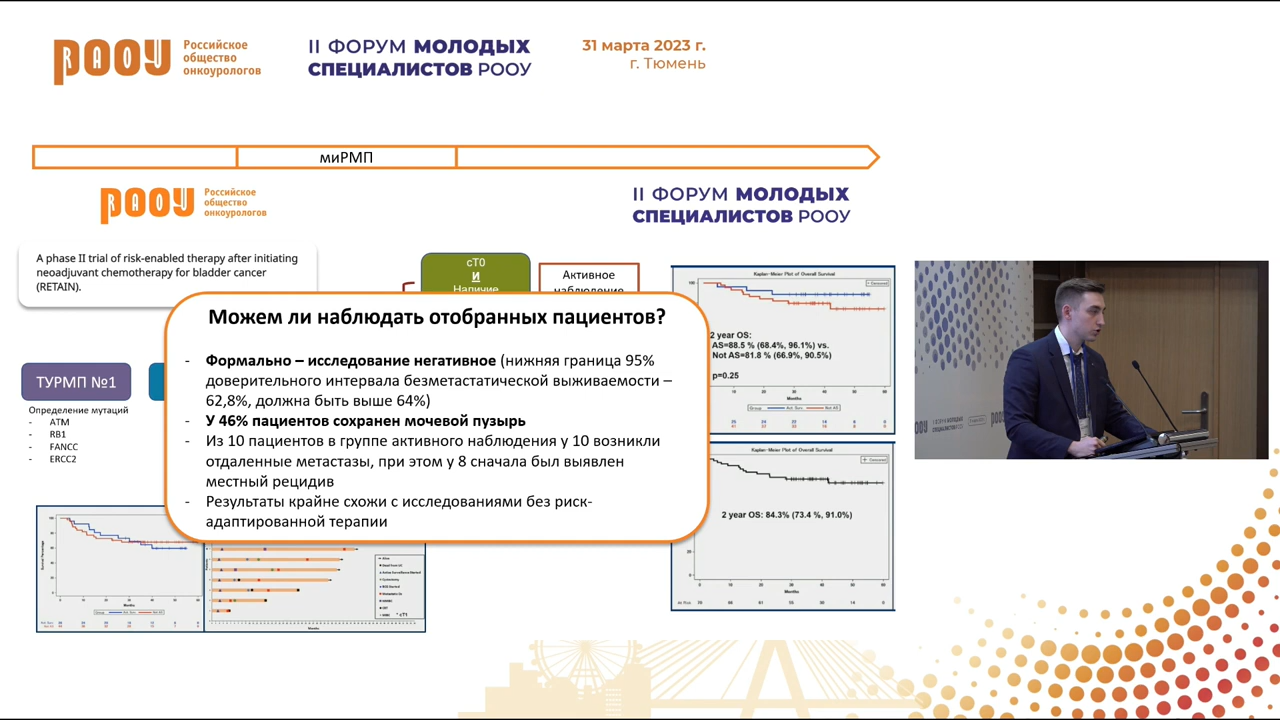 РООУ
Российское
общество
онкоурологов
II ФОРУМ МОЛОДЫХ
СПЕЦИАЛИСТОВ РООУ
31 марта 2023 г.
г. Тюмень
миРМП
РООУ
Российское
общество
онкоурологов
II ФОРУМ МОЛОДЫХ
СПЕЦИАЛИСТОВ РООУ
A phase II trial of risk-enabled therapy after initiating
neoadjuvant chemotherapy for bladder cancer
(RETAIN).
cT0
И
Наличие
Активное
наблюдение
Можем ли наблюдать отобранных пациентов?
- Формально – исследование негативное (нижняя граница 95%
доверительного интервала безметастатической выживаемости –
62,8%, должна быть выше 64%)
- У 46% пациентов сохранен мочевой пузырь
- Из 10 пациентов в группе активного наблюдения у 10 возникли
отдаленные метастазы, при этом у 8 сначала был выявлен
местный рецидив
- Результаты крайне схожи с исследованиями без риск-
адаптированной терапии
ТУРМП №1
Определение мутаций
- ATM
- RB1
- FANCC
- ERCC2
Kaplan-Meier Plot of Overall Survival
+ Censored
2 year OS:
AS=88.5 % (68.4%, 96.1%) vs.
Not AS=81.8 % (66.9%, 90.5%)
p=0.25
Months
Kaplan-Meier Plot of Overall Survival
+ Censored
2 year OS: 84.3% (73.4 %, 91.0%)
Months
Months